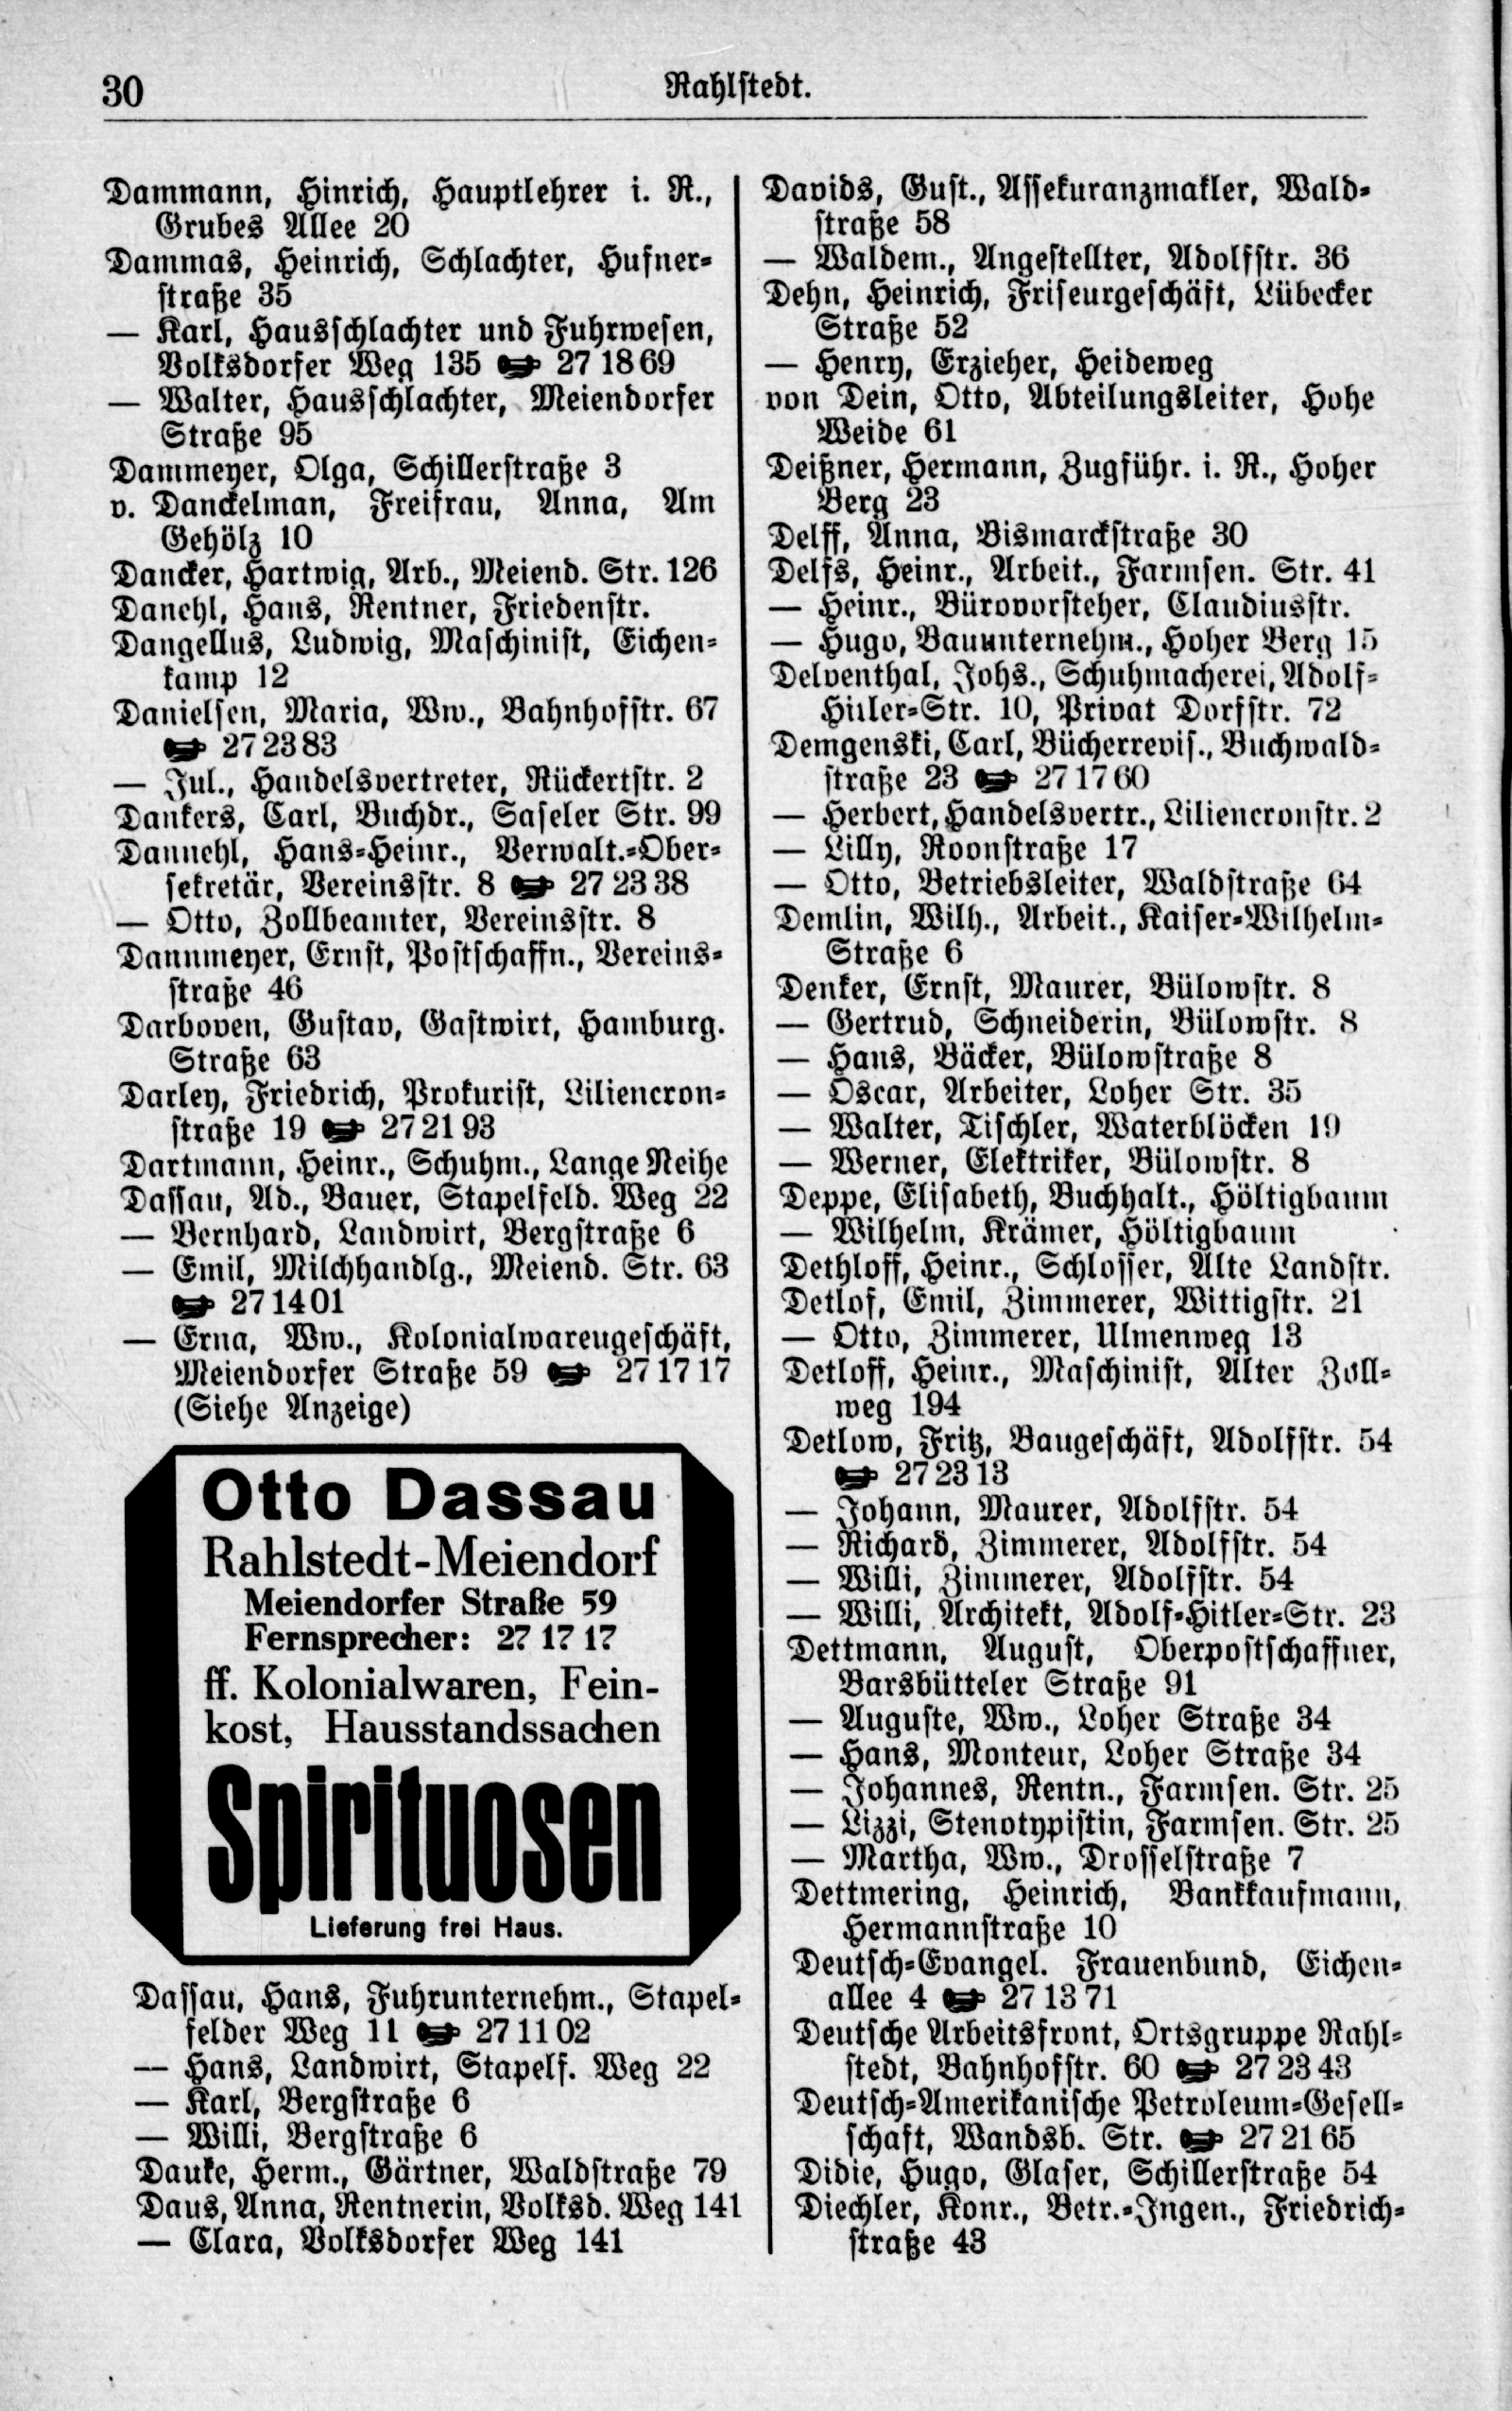 30
Rahlstedt.
Dammann, Hinrich, Hauptlehrer i. R.,
Grubes Allee 20
Dammas, Heinrich, Schlachter, Hufner-
straße 35
— Karl, Hausschlachter und Fuhrwesen,
Volksdorfer Weg 135 27 18 69
— Walter, Hausschlachter, Meiendorfer
Straße 95
Dammeyer, Olga, Schillerstraße 3
v. Danckelman, Freifrau, Anna, Am
Gehölz 10
Dancker, Hartwig, Arb., Meiend. Str. 126
Danehl, Hans, Rentner, Friedenstr.
Dangellus, Ludwig, Maschinist, Eichen-
kamp 12
Danielsen, Maria, Ww., Bahnhofstr. 67
27 23 83
— Jul., Handelsvertreter, Rückertstr. 2
Dankers, Carl, Buchdr., Saseler Str. 99
Dannehl, Hans-Heinr., Verwalt.-Ober-
sekretär, Vereinsstr. 8 27 23 38
— Otto, Zollbeamter, Vereinsstr. 8
Dannmeyer, Ernst, Postschaffn., Vereins-
straße 46
Darboven, Gustav, Gastwirt, Hamburg.
Straße 63
Darley, Friedrich, Prokurist, Liliencron-
straße 19 27 21 93
Dartmann, Heinr., Schuhm., Lange Reihe
Dassau, Ad., Bauer, Stapelfeld. Weg 22
— Bernhard, Landwirt, Bergstraße 6
— Emil, Milchhandlg., Meiend. Str. 63
27 14 01
— Erna, Ww., Kolonialwarengeschäft,
Meiendorfer Straße 59 27 17 17
(Siehe Anzeige)
Otto Dassau
Rahlstedt-Meiendorf
Meiendorfer Straße 59
Fernsprecher: 27 17 17
ff. Kolonialwaren, Fein-
kost, Hausstandssachen
Spirituosen
Lieferung frei Haus.
Dassau, Hans, Fuhrunternehm., Stapel-
felder Weg 11 27 11 02
— Hans, Landwirt, Stapelf. Weg 22
— Karl, Bergstraße 6
— Willi, Bergstraße 6
Dauke, Herm., Gärtner, Waldstraße 79
Daus, Anna, Rentnerin, Volksd. Weg 141
— Clara, Volksdorfer Weg 141
Davids, Gust., Assekuranzmakler, Wald-
straße 58
— Waldem., Angestellter, Adolfstr. 36
Dehn, Heinrich, Friseurgeschäft, Lübecker
Straße 52
— Henry, Erzieher, Heideweg
von Dein, Otto, Abteilungsleiter, Hohe
Weide 61
Deißner, Hermann, Zugführ. i. R., Hoher
Berg 23
Delff, Anna, Bismarckstraße 30
Delfs, Heinr., Arbeit., Farmsen. Str. 41
— Heinr., Bürovorsteher, Claudiusstr.
— Hugo, Bauunternehm., Hoher Berg 15
Delventhal, Johs., Schuhmacherei, Adolf-
Hitler-Str. 10, Privat Dorfstr. 72
Demgenski, Carl, Bücherrevis., Buchwald-
straße 23 27 17 60
— Herbert, Handelsvertr., Liliencronstr. 2
— Lilly, Roonstraße 17
— Otto, Betriebsleiter, Waldstraße 64
Demlin, Wilh., Arbeit., Kaiser-Wilhelm-
Straße 6
Denker, Ernst, Maurer, Bülowstr. 8
— Gertrud, Schneiderin, Bülowstr. 8
— Hans, Bäcker, Bülowstraße 8
— Oscar, Arbeiter, Loher Str. 35
— Walter, Tischler, Waterblöcken 19
— Werner, Elektriker, Bülowstr. 8
Deppe, Elisabeth, Buchhalt., Höltigbaum
— Wilhelm, Krämer, Höltigbaum
Dethloff, Heinr., Schlosser, Alte Landstr.
Detlof, Emil, Zimmerer, Wittigstr. 21
— Otto, Zimmerer, Ulmenweg 13
Detloff, Heinr., Maschinist, Alter Zoll-
weg 194
Detlow, Fritz, Baugeschäft, Adolfstr. 54
27 23 13
— Johann, Maurer, Adolfstr. 54
— Richard, Zimmerer, Adolfstr. 54
— Willi, Zimmerer, Adolfstr. 54
— Willi, Architekt, Adolf-Hitler-Str. 23
Dettmann, August, Oberpostschaffner,
Barsbütteler Straße 91
— Auguste, Ww., Loher Straße 34
— Hans, Monteur, Loher Straße 34
— Johannes, Rentn., Farmsen. Str. 25
— Lizzi, Stenotypistin, Farmsen. Str. 25
— Martha, Ww., Drosselstraße 7
Dettmering, Heinrich, Bankkaufmann,
Hermannstraße 10
Deutsch-Evangel. Frauenbund, Eichen-
allee 4 27 13 71
Deutsche Arbeitsfront, Ortsgruppe Rahl-
stedt, Bahnhofstr. 60 27 23 43
Deutsch-Amerikanische Petroleum-Gesell-
schaft, Wandsb. Str. 27 21 65
Didie, Hugo, Glaser, Schillerstraße 54
Diechler, Konr., Betr.-Ingen., Friedrich-
straße 43